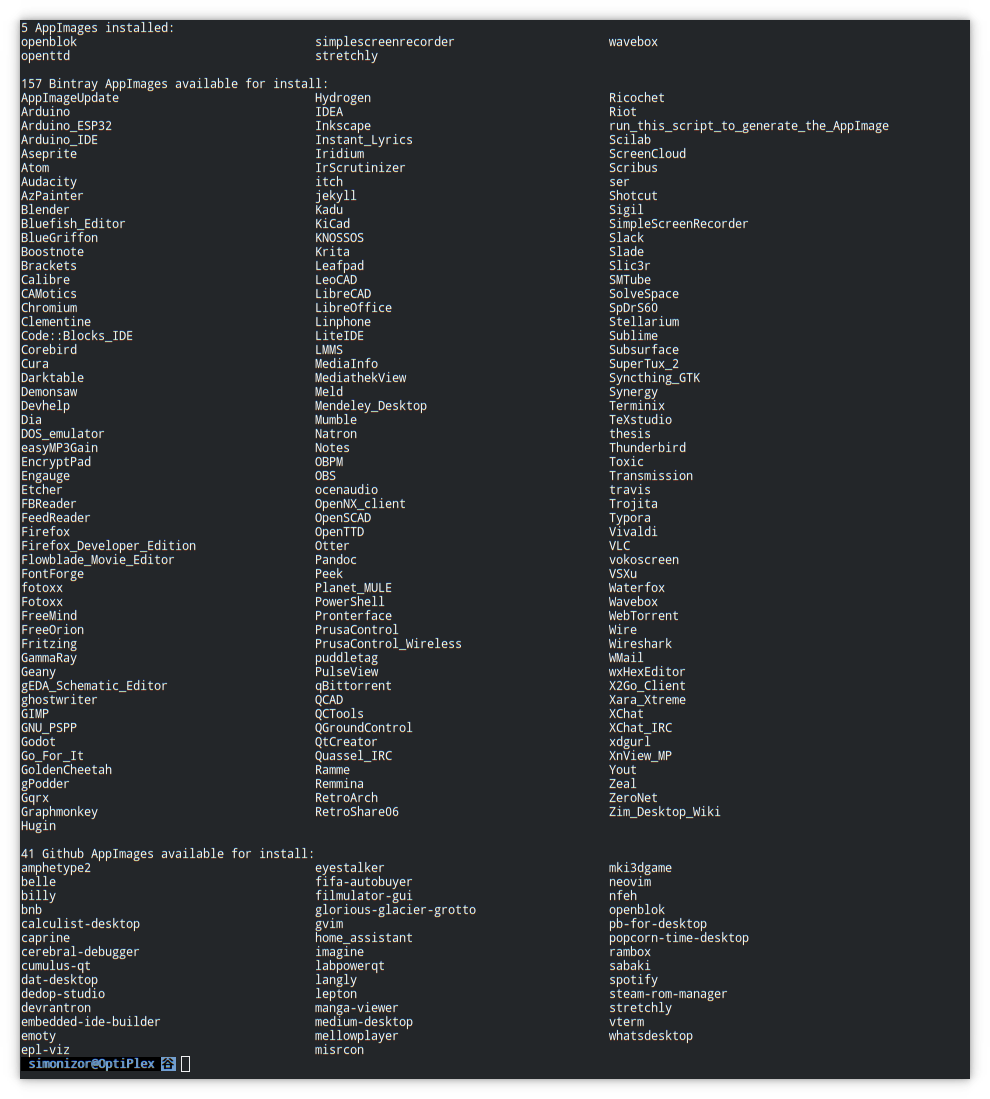 5 AppImages installed:
openblok simplescreenrecorder wavebox
openttd stretchly
157 Bintray AppImages available for install:
AppImageUpdate Hydrogen Ricochet
Arduino IDEA Riot
Arduino_ESP32 Inkscape run_this_script_to_generate_the_AppImage
Arduino_IDE Instant_Lyrics Scilab
Aseprite Iridium ScreenCloud
Atom IrScrutinizer Scribus
Audacity itch ser
AzPainter jekyll Shotcut
Blender Kadu Sigil
Bluefish_Editor KiCad SimpleScreenRecorder
BlueGriffon KNOSSOS Slack
Boostnote Krita Slade
Brackets Leafpad Slic3r
Calibre LeoCAD SMTube
CAMotics LibreCAD SolveSpace
Chromium LibreOffice SpDrS60
Clementine Linphone Stellarium
Code::Blocks_IDE LiteIDE Sublime
Corebird LMMS Subsurface
Cura MediaInfo SuperTux_2
Darktable MediathekView Syncthing_GTK
Demonsaw Meld Synergy
Devhelp Mendeley_Desktop Terminix
Dia Mumble TeXstudio
DOS_emulator Natron thesis
easyMP3Gain Notes Thunderbird
EncryptPad OBPM Toxic
Engauge OBS Transmission
Etcher ocenaudio travis
FBReader OpenNX_client Trojita
FeedReader OpenSCAD Typora
Firefox OpenTTD Vivaldi
Firefox_Developer_Edition Otter VLC
Flowblade_Movie_Editor Pandoc vokoscreen
FontForge Peek VSXu
fotoxx Planet_MULE Waterfox
Fotoxx PowerShell Wavebox
FreeMind Pronterface WebTorrent
FreeOrion PrusaControl Wire
Fritzing PrusaControl_Wireless Wireshark
GammaRay puddletag WMail
Geany PulseView wxHexEditor
gEDA_Schematic_Editor qBittorrent X2Go_Client
ghostwriter QCAD Xara_Xtreme
GIMP QCTools XChat
GNU_PSPP QGroundControl XChat_IRC
Godot QtCreator xdgurl
Go_For_It Quassel_IRC XnView_MP
GoldenCheetah Ramme Yout
gPodder Remmina Zeal
Gqrx RetroArch ZeroNet
Graphmonkey RetroShare06 Zim_Desktop_Wiki
Hugin
41 Github AppImages available for install:
amphetype2 eyestalker mki3dgame
belle fifa-autobuyer neovim
billy filmulator-gui nfeh
bnb glorious-glacier-grotto openblok
calculist-desktop gvim pb-for-desktop
caprine home_assistant popcorn-time-desktop
cerebral-debugger imagine rambox
cumulus-qt labpowerqt sabaki
dat-desktop langly spotify
dedop-studio lepton steam-rom-manager
devrantron manga-viewer stretchly
embedded-ide-builder medium-desktop vterm
emoty mellowplayer whatsdesktop
epl-viz misrcon
simonizor@OptiPlex 谷